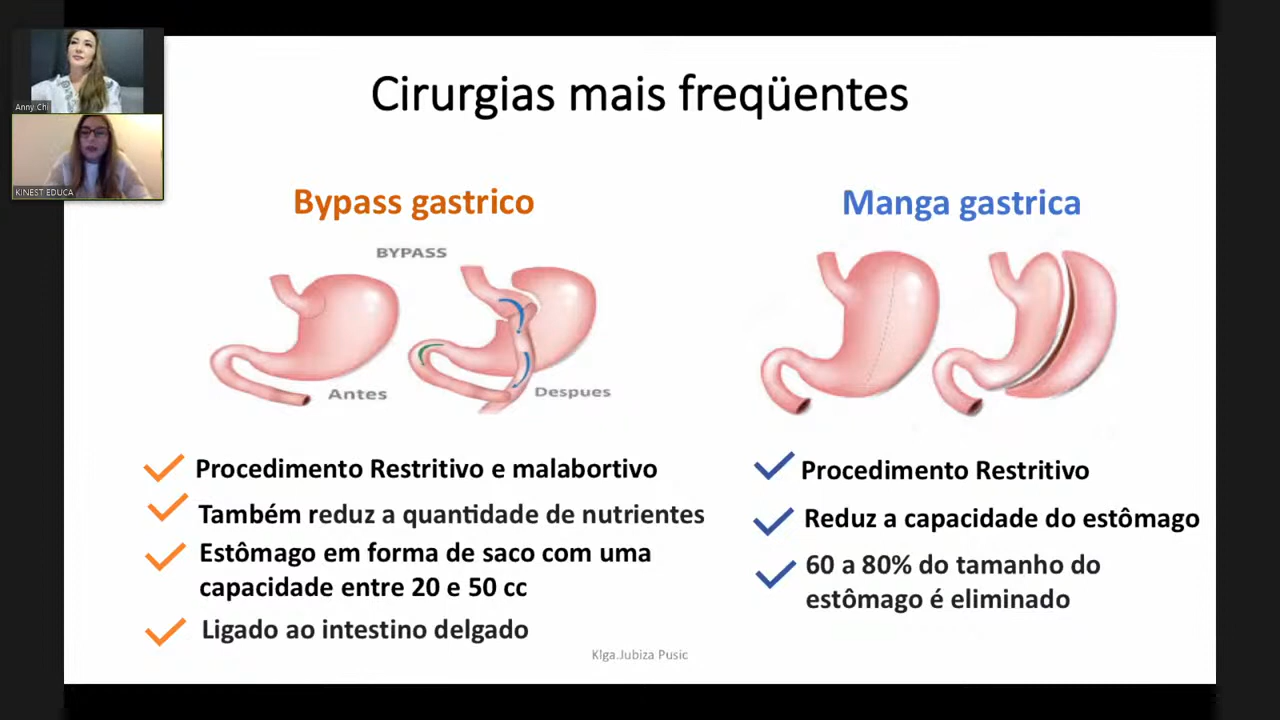 Anny Chi
KINEST EDUCA
Cirurgias mais freqüentes
Bypass gastrico
BYPASS
Antes
Despues
Procedimento Restritivo e malabortivo
Também reduz a quantidade de nutrientes
Estômago em forma de saco com uma
capacidade entre 20 e 50 cc
Ligado ao intestino delgado
Manga gastrica
Procedimento Restritivo
Reduz a capacidade do estômago
60 a 80% do tamanho do
estômago é eliminado
Klga.Jubiza Pusic